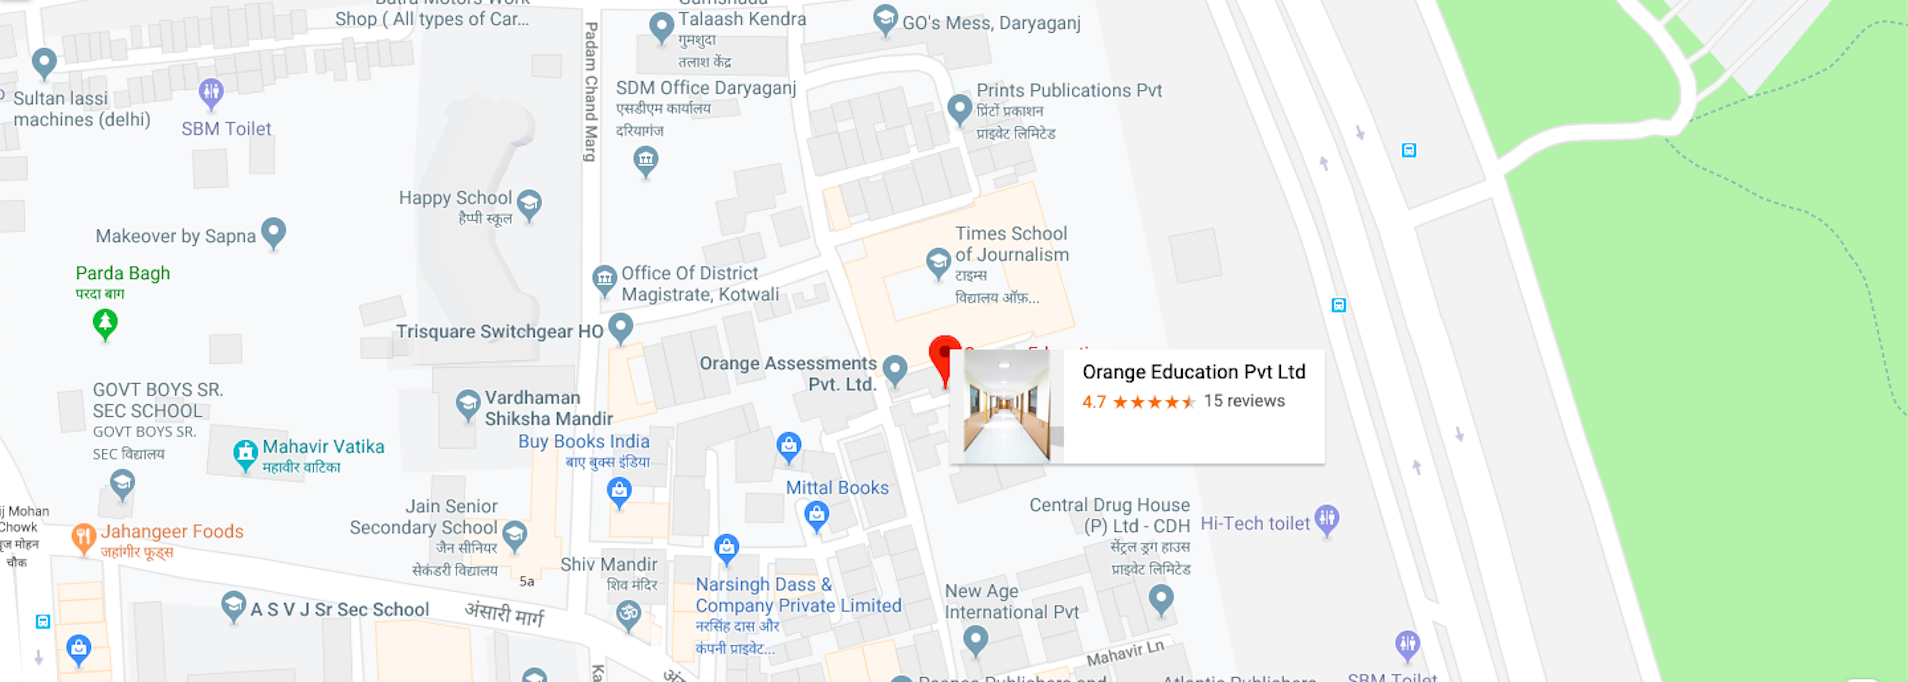 Shop ( All types of Car...
Talaash Kendra
गुमशुदा
तलाश केंद्र
GO's Mess, Daryaganj
Padam Chand Marg
Sultan lassi
machines (delhi)
SBM Toilet
SDM Office Daryaganj
एसडीएम कार्यालय
दरियागंज
Prints Publications Pvt
प्रिंटो प्रकाशन
प्राइवेट लिमिटेड
Happy School
हैप्पी स्कूल
Makeover by Sapna
Parda Bagh
परदा बाग
Times School
of Journalism
टाइम्स
विद्यालय ऑफ़...
Office Of District
Magistrate, Kotwali
Trisquare Switchgear HO
Orange Assessments
Pvt. Ltd.
Orange Education Pvt Ltd
4.7
15 reviews
GOVT BOYS SR.
SEC SCHOOL
GOVT BOYS SR.
SEC विद्यालय
Vardhaman
Shiksha Mandir
Mahavir Vatika
महावीर वाटिका
Buy Books India
बाए बुक्स इंडिया
Mittal Books
Jain Senior
Secondary School
जैन सीनियर
सेकंडरी विद्यालय
Central Drug House
(P) Ltd - CDH
सेंट्रल ड्रग हाउस
प्राइवेट लिमिटेड
Hi-Tech toilet
ij Mohan
Chowk
मोहन
चौक
Jahangeer Foods
जहांगीर फूड्स
5a
Shiv Mandir
शिव मंदिर
Narsingh Dass &
Company Private Limited
नरसिंह दास और
कंपनी प्राइवेट...
A S V J Sr Sec School
अंसारी मार्ग
New Age
International Pvt
Mahavir Ln
SBM Toilet